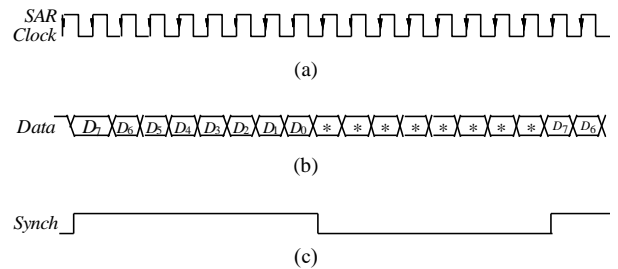 SAR
Clock
(a)
Data D7 D6 D5 D4 D3 D2 D1 D0 * * * * * * * * D7 D6
(b)
Synch
(c)